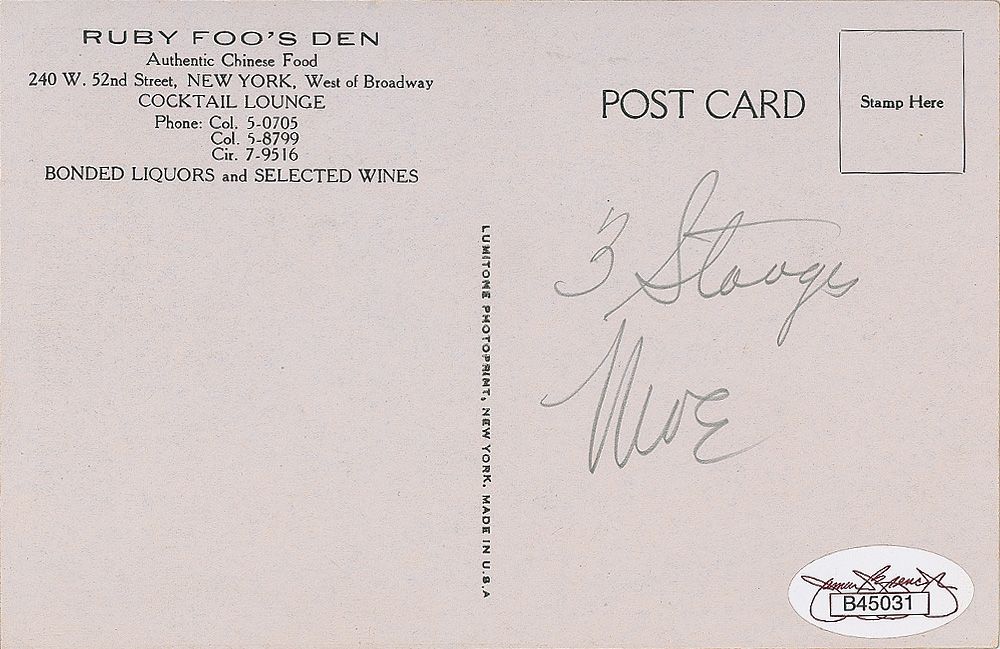 RUBY FOO'S DEN
Authentic Chinese Food
240 W. 52nd Street, NEW YORK, West of Broadway
COCKTAIL LOUNGE
Phone: Col. 5-0705
Col. 5-8799
Cir. 7-9516
BONDED LIQUORS and SELECTED WINES
POST CARD
Stamp Here
LUMITONE PHOTOPRINT, NEW YORK. MADE IN U.S.A
3 Stooges
Moe
James Spence
B45031